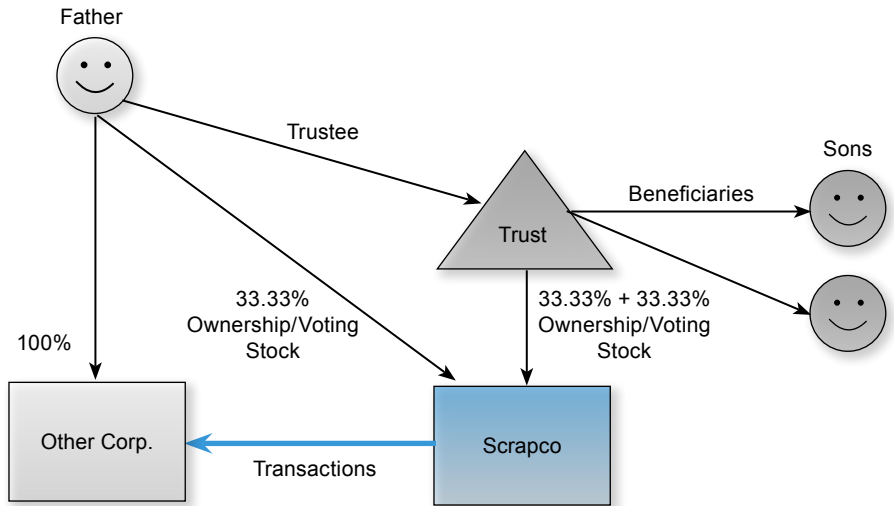 Father
Trustee
Sons
Beneficiaries
Trust
33.33%
Ownership/Voting
Stock
33.33% + 33.33%
Ownership/Voting
Stock
100%
Other Corp.
Scrapco
Transactions